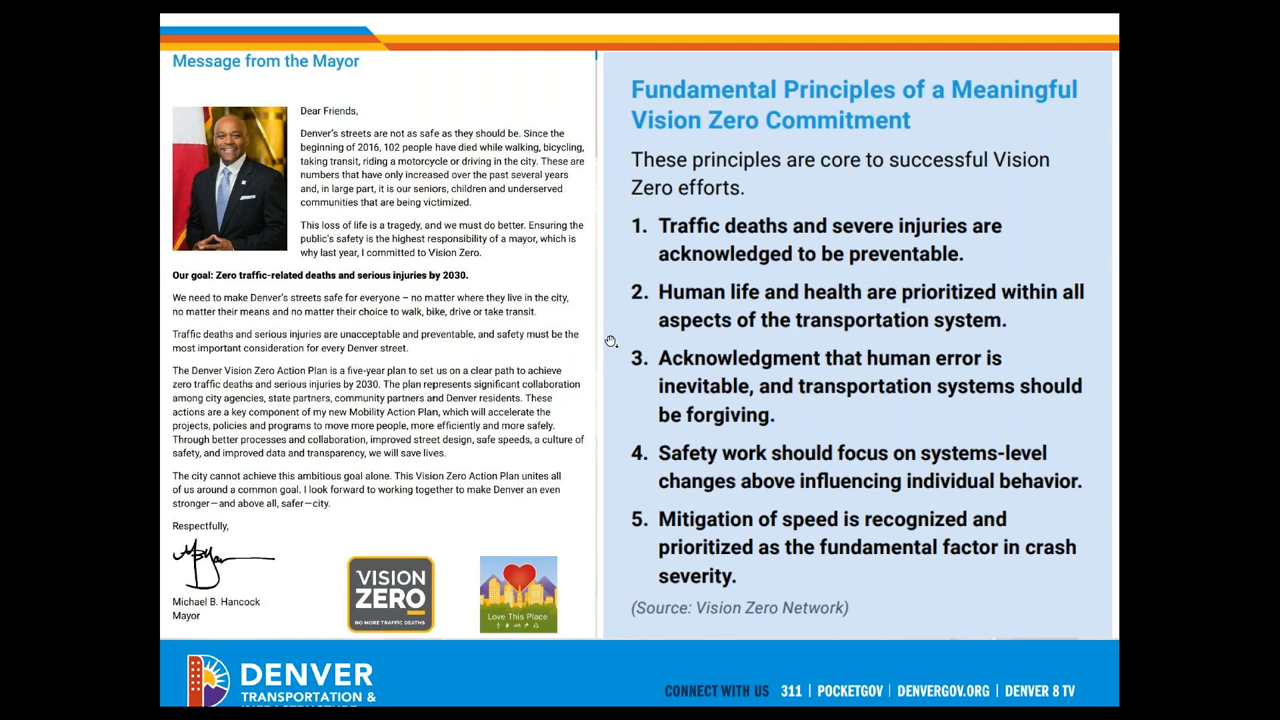 Message from the Mayor
Dear Friends,
Denver's streets are not as safe as they should be. Since the
beginning of 2016, 102 people have died while walking, bicycling,
taking transit, riding a motorcycle or driving in the city. These are
numbers that have only increased over the past several years
and, in large part, it is our seniors, children and underserved
communities that are being victimized.
This loss of life is a tragedy, and we must do better. Ensuring the
public's safety is the highest responsibility of a mayor, which is
why last year, I committed to Vision Zero.
Our goal: Zero traffic-related deaths and serious injuries by 2030.
We need to make Denver's streets safe for everyone – no matter where they live in the city,
no matter their means and no matter their choice to walk, bike, drive or take transit.
Traffic deaths and serious injuries are unacceptable and preventable, and safety must be the
most important consideration for every Denver street.
The Denver Vision Zero Action Plan is a five-year plan to set us on a clear path to achieve
zero traffic deaths and serious injuries by 2030. The plan represents significant collaboration
among city agencies, state partners, community partners and Denver residents. These
actions are a key component of my new Mobility Action Plan, which will accelerate the
projects, policies and programs to move more people, more efficiently and more safely.
Through better processes and collaboration, improved street design, safe speeds, a culture of
safety, and improved data and transparency, we will save lives.
The city cannot achieve this ambitious goal alone. This Vision Zero Action Plan unites all
of us around a common goal. I look forward to working together to make Denver an even
stronger—and above all, safer—city.
Respectfully,
Michael B. Hancock
Mayor
VISION
ZERO
NO MORE TRAFFIC DEATHS
Love This Place
Fundamental Principles of a Meaningful
Vision Zero Commitment
These principles are core to successful Vision
Zero efforts.
1. Traffic deaths and severe injuries are
acknowledged to be preventable.
2. Human life and health are prioritized within all
aspects of the transportation system.
3. Acknowledgment that human error is
inevitable, and transportation systems should
be forgiving.
4. Safety work should focus on systems-level
changes above influencing individual behavior.
5. Mitigation of speed is recognized and
prioritized as the fundamental factor in crash
severity.
(Source: Vision Zero Network)
DENVER
TRANSPORTATION &
INFRASTRUCTURE
CONNECT WITH US 311 | POCKETGOV | DENVERGOV.ORG | DENVER 8 TV